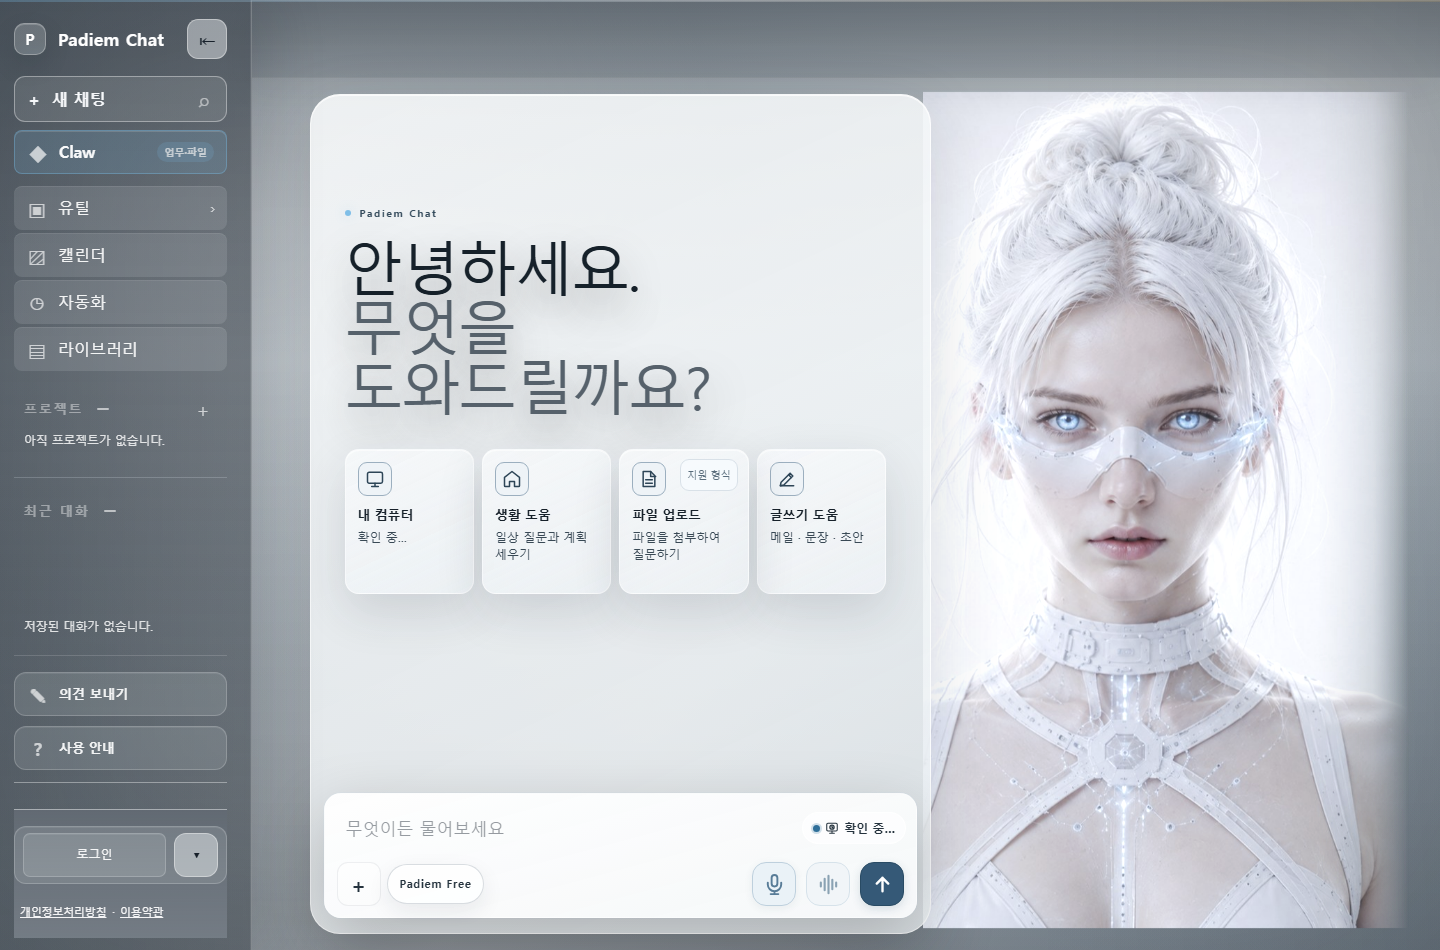 P Padiem Chat
+ 새 채팅
Claw 업무·파일
유틸
캘린더
자동화
라이브러리
프로젝트
아직 프로젝트가 없습니다.
최근 대화
저장된 대화가 없습니다.
의견 보내기
? 사용 안내
로그인
개인정보처리방침 · 이용약관
Padiem Chat
안녕하세요.
무엇을
도와드릴까요?
내 컴퓨터
확인 중...
생활 도움
일상 질문과 계획
세우기
지원 형식
파일 업로드
파일을 첨부하여
질문하기
글쓰기 도움
메일 · 문장 · 초안
무엇이든 물어보세요
확인 중...
+ Padiem Free